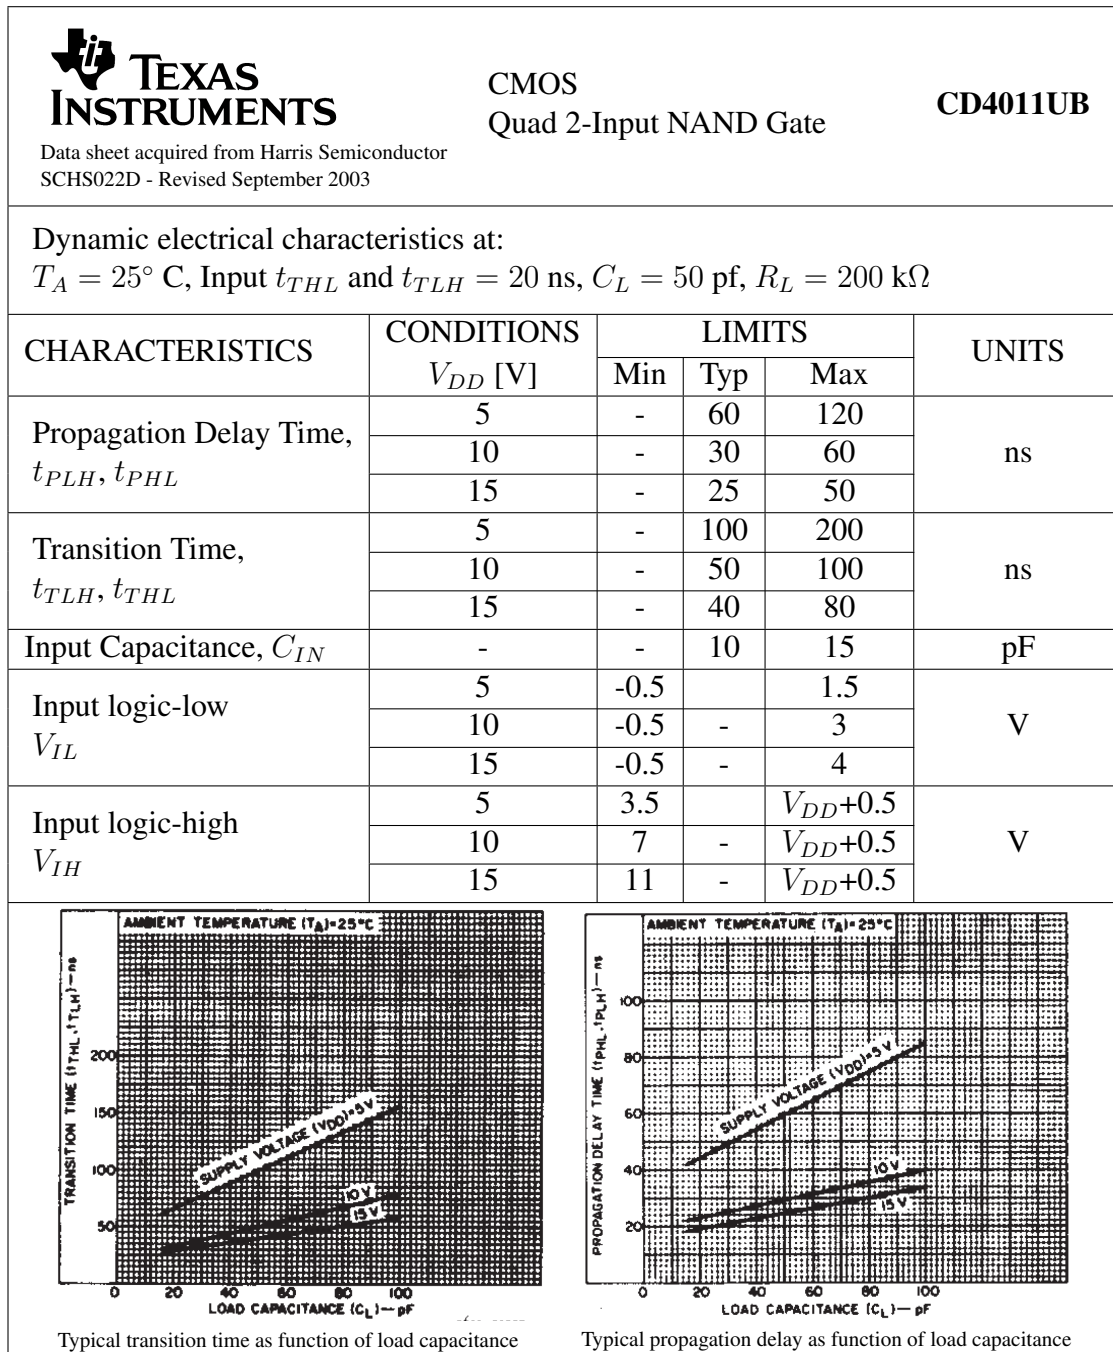 TEXAS
INSTRUMENTS
Data sheet acquired from Harris Semiconductor
SCHS022D - Revised September 2003
CMOS
Quad 2-Input NAND Gate
CD4011UB
Dynamic electrical characteristics at:
T_A = 25° C, Input t_THL and t_TLH = 20 ns, C_L = 50 pf, R_L = 200 kΩ
CHARACTERISTICS CONDITIONS LIMITS UNITS
V_DD [V] Min Typ Max
Propagation Delay Time, t_PLH, t_PHL
5 - 60 120
10 - 30 60 ns
15 - 25 50
Transition Time, t_TLH, t_THL
5 - 100 200
10 - 50 100 ns
15 - 40 80
Input Capacitance, C_IN - - 10 15 pF
Input logic-low V_IL
5 -0.5 1.5
10 -0.5 - 3 V
15 -0.5 - 4
Input logic-high V_IH
5 3.5 V_DD+0.5
10 7 - V_DD+0.5 V
15 11 - V_DD+0.5
AMBIENT TEMPERATURE (T_A)=25°C
TRANSITION TIME (t_THL, t_TLH)—ns
200
150
100
50
SUPPLY VOLTAGE (V_DD)=5 V
10 V
15 V
0 20 40 60 80 100
LOAD CAPACITANCE (C_L)—pF
Typical transition time as function of load capacitance
AMBIENT TEMPERATURE (T_A)=25°C
PROPAGATION DELAY TIME (t_PHL, t_PLH)—ns
100
80
60
40
20
SUPPLY VOLTAGE (V_DD)=5 V
10 V
15 V
0 20 40 60 80 100
LOAD CAPACITANCE (C_L)—pF
Typical propagation delay as function of load capacitance